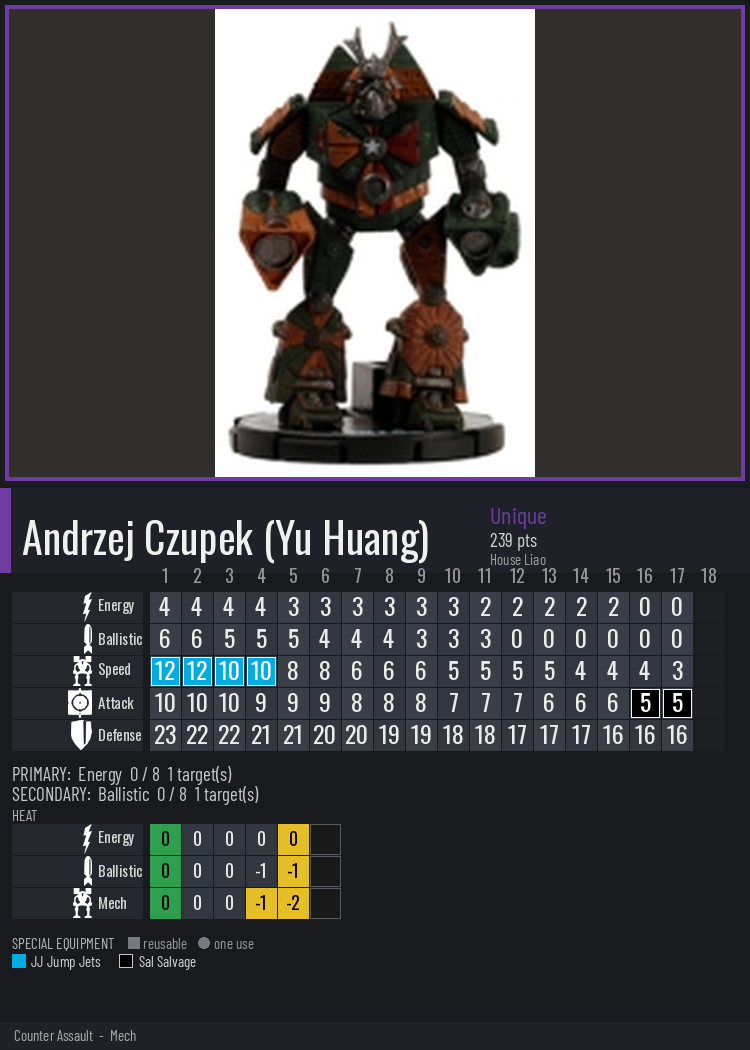 Andrzej Czupek (Yu Huang)
Unique
239 pts
House Liao
1 2 3 4 5 6 7 8 9 10 11 12 13 14 15 16 17 18
Energy 4 4 4 4 3 3 3 3 3 3 2 2 2 2 2 0 0
Ballistic 6 6 5 5 5 4 4 4 3 3 3 0 0 0 0 0 0
Speed 12 12 10 10 8 8 6 6 6 5 5 5 5 4 4 4 3
Attack 10 10 10 9 9 9 8 8 8 7 7 7 6 6 6 5 5
Defense 23 22 22 21 21 20 20 19 19 18 18 17 17 17 16 16 16
PRIMARY: Energy 0 / 8 1 target(s)
SECONDARY: Ballistic 0 / 8 1 target(s)
HEAT
Energy 0 0 0 0 0
Ballistic 0 0 0 -1 -1
Mech 0 0 0 -1 -2
SPECIAL EQUIPMENT reusable one use
JJ Jump Jets Sal Salvage
Counter Assault - Mech